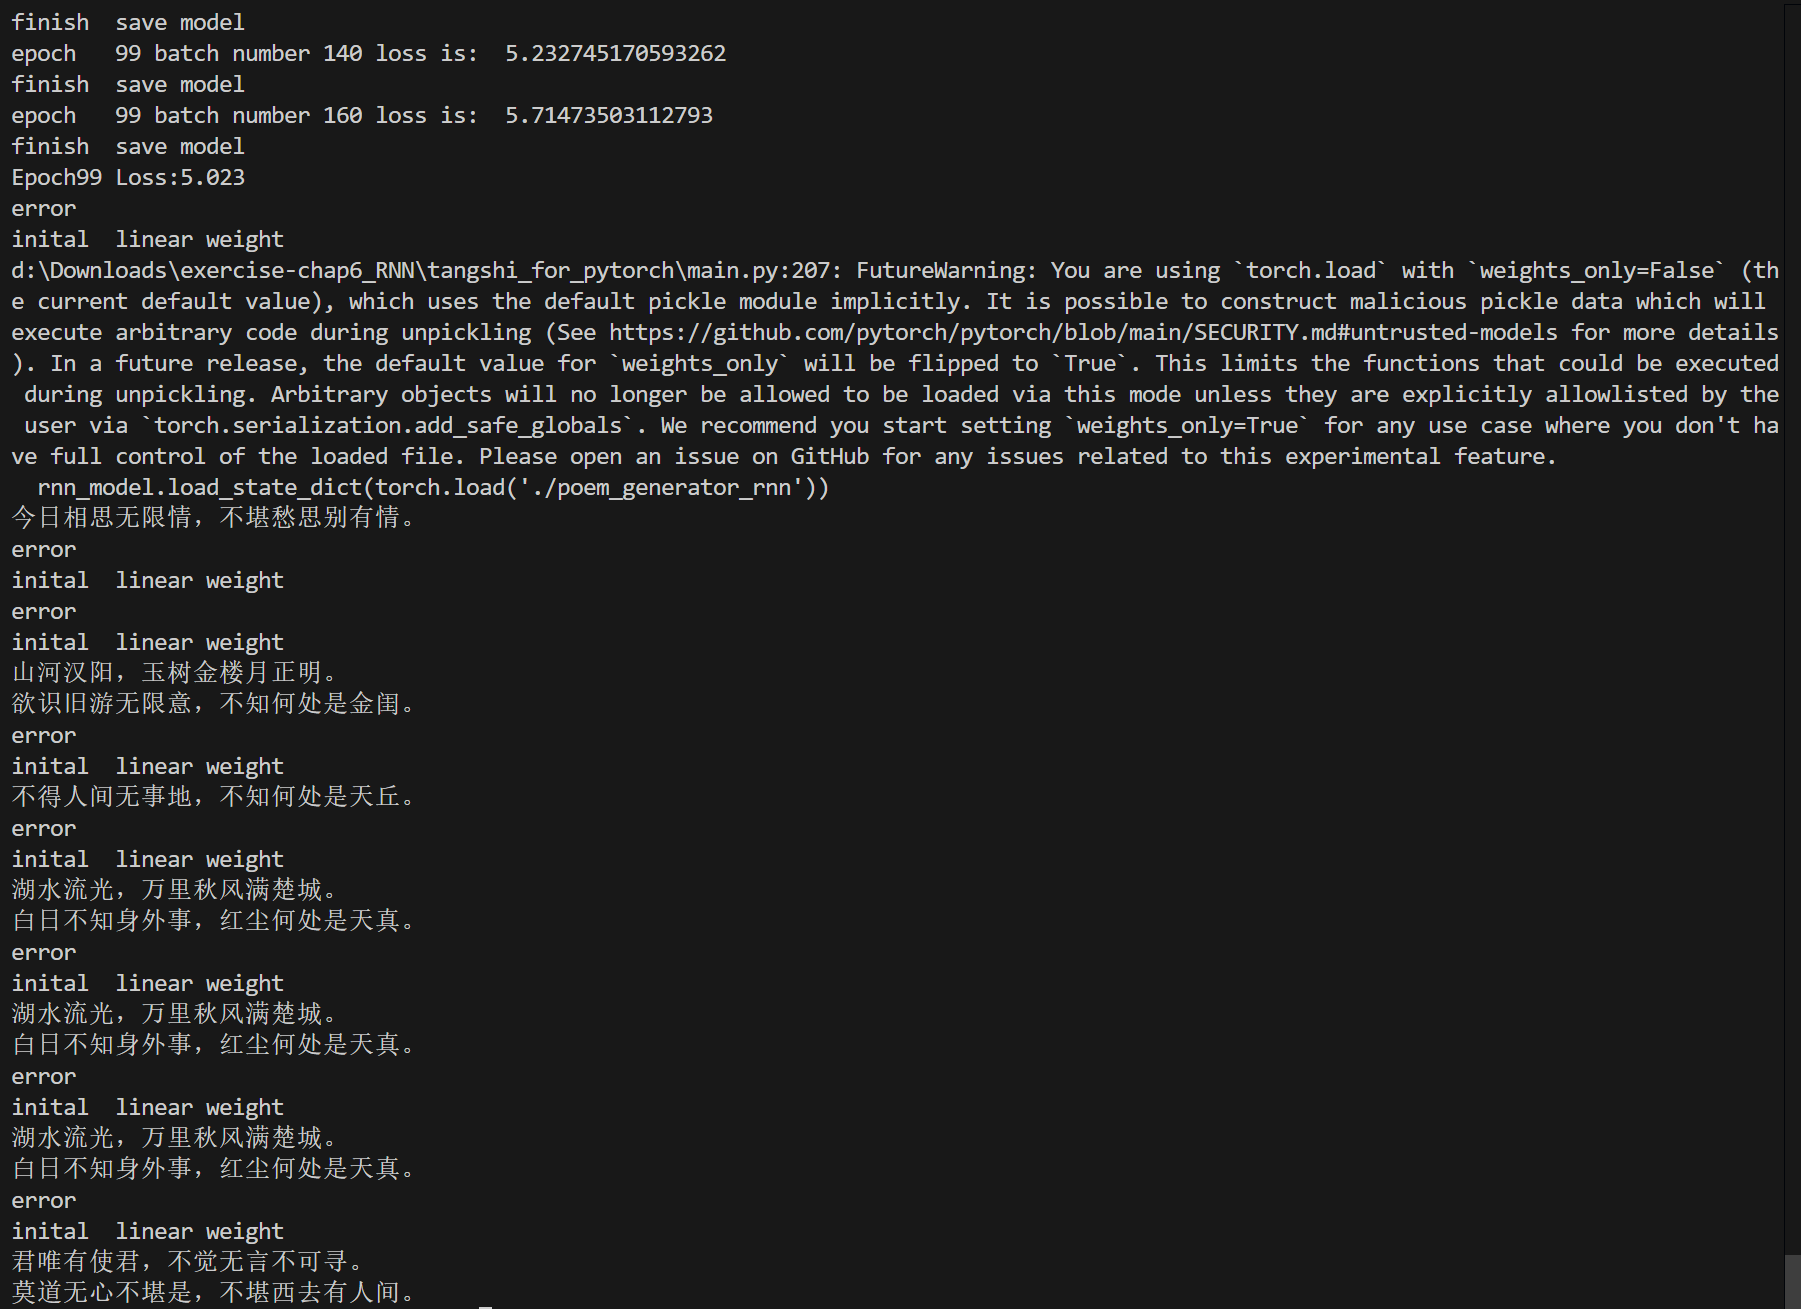 finish  save model
epoch   99 batch number 140 loss is:  5.232745170593262
finish  save model
epoch   99 batch number 160 loss is:  5.71473503112793
finish  save model
Epoch99 Loss:5.023
error
inital  linear weight
d:\Downloads\exercise-chap6_RNN\tangshi_for_pytorch\main.py:207: FutureWarning: You are using `torch.load` with `weights_only=False` (th
e current default value), which uses the default pickle module implicitly. It is possible to construct malicious pickle data which will
execute arbitrary code during unpickling (See https://github.com/pytorch/pytorch/blob/main/SECURITY.md#untrusted-models for more details
). In a future release, the default value for `weights_only` will be flipped to `True`. This limits the functions that could be executed
 during unpickling. Arbitrary objects will no longer be allowed to be loaded via this mode unless they are explicitly allowlisted by the
 user via `torch.serialization.add_safe_globals`. We recommend you start setting `weights_only=True` for any use case where you don't ha
ve full control of the loaded file. Please open an issue on GitHub for any issues related to this experimental feature.
  rnn_model.load_state_dict(torch.load('./poem_generator_rnn'))
今日相思无限情，不堪愁思别有情。
error
inital  linear weight
error
inital  linear weight
山河汉阳，玉树金楼月正明。
欲识旧游无限意，不知何处是金闺。
error
inital  linear weight
不得人间无事地，不知何处是天丘。
error
inital  linear weight
湖水流光，万里秋风满楚城。
白日不知身外事，红尘何处是天真。
error
inital  linear weight
湖水流光，万里秋风满楚城。
白日不知身外事，红尘何处是天真。
error
inital  linear weight
湖水流光，万里秋风满楚城。
白日不知身外事，红尘何处是天真。
error
inital  linear weight
君唯有使君，不觉无言不可寻。
莫道无心不堪是，不堪西去有人间。